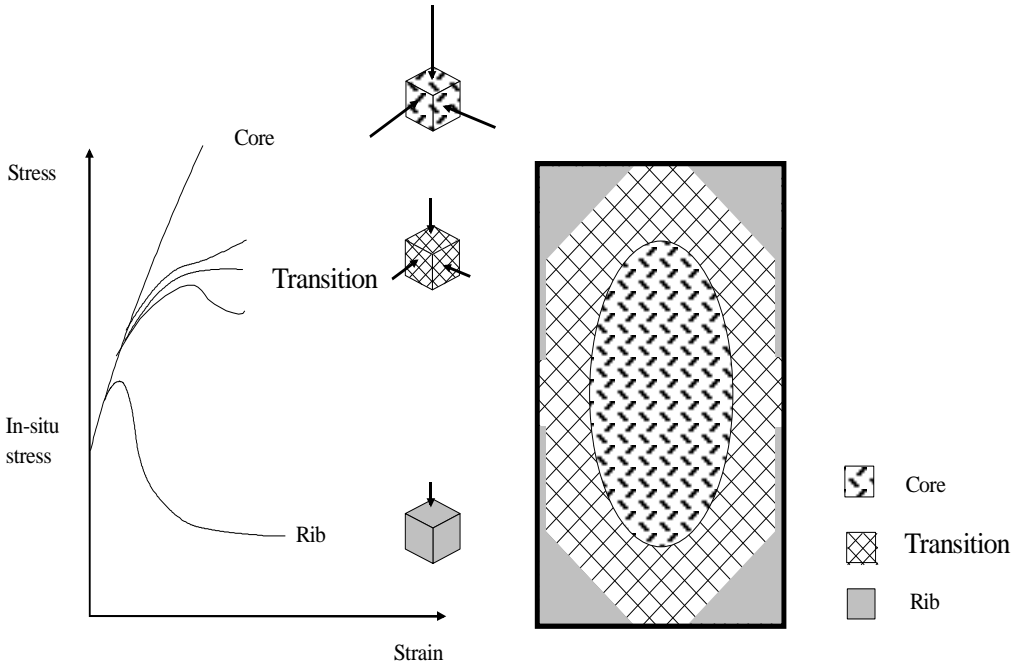 Core
Stress
Transition
In-situ
stress
Rib
Strain
Core
Transition
Rib